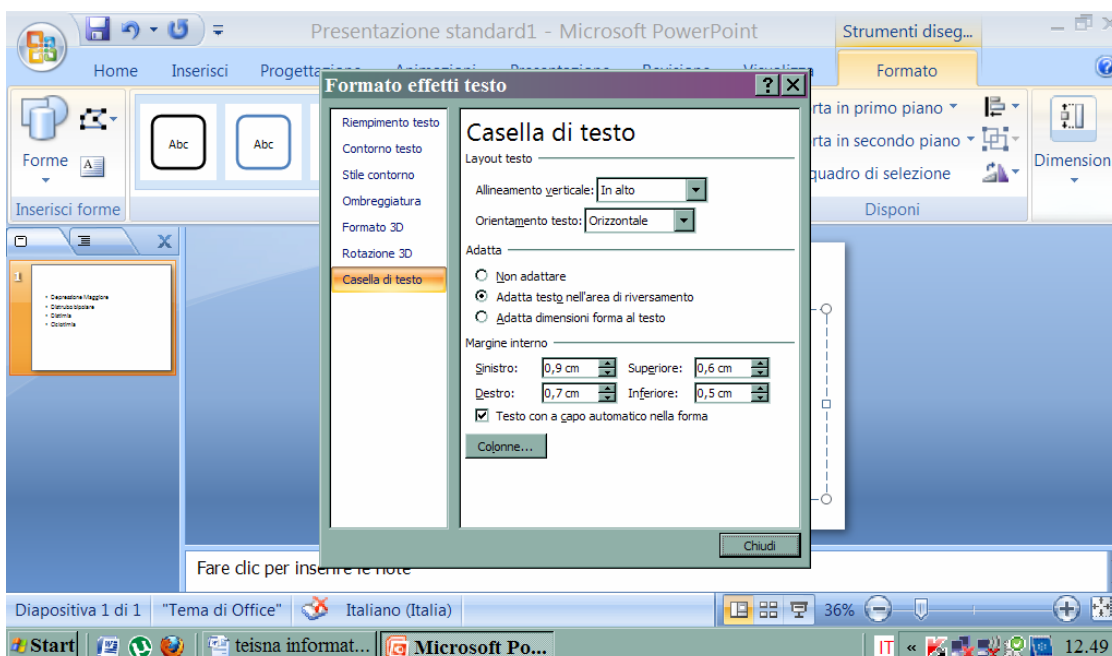 Presentazione standard1 - Microsoft PowerPoint
Strumenti diseg...
Home Inserisci
Formato
Formato effetti testo
Riempimento testo
Contorno testo
Stile contorno
Ombreggiatura
Formato 3D
Rotazione 3D
Casella di testo
Casella di testo
Layout testo
Allineamento verticale: In alto
Orientamento testo: Orizzontale
Adatta
Non adattare
Adatta testo nell'area di riversamento
Adatta dimensioni forma al testo
Margine interno
Sinistro: 0,9 cm Superiore: 0,6 cm
Destro: 0,7 cm Inferiore: 0,5 cm
Testo con a capo automatico nella forma
Colonne...
Chiudi
Forme
Abc
Abc
Inserisci forme
in primo piano
in secondo piano
di selezione
Disponi
Dimension
1
Depressione Maggiore
Distimia
Fare clic per inserire le note
Diapositiva 1 di 1 "Tema di Office" Italiano (Italia) 36%
Start teisna informat... Microsoft Po... IT « 12.49